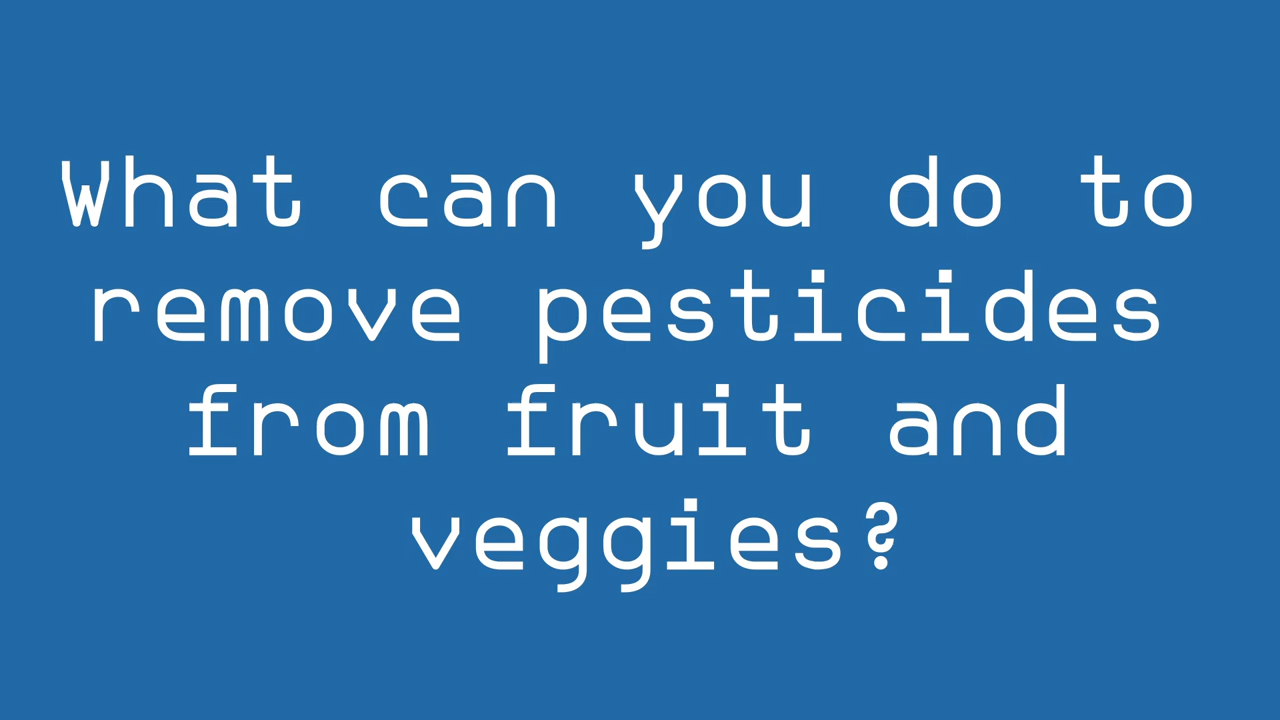 What can you do to
remove pesticides
from fruit and
veggies?